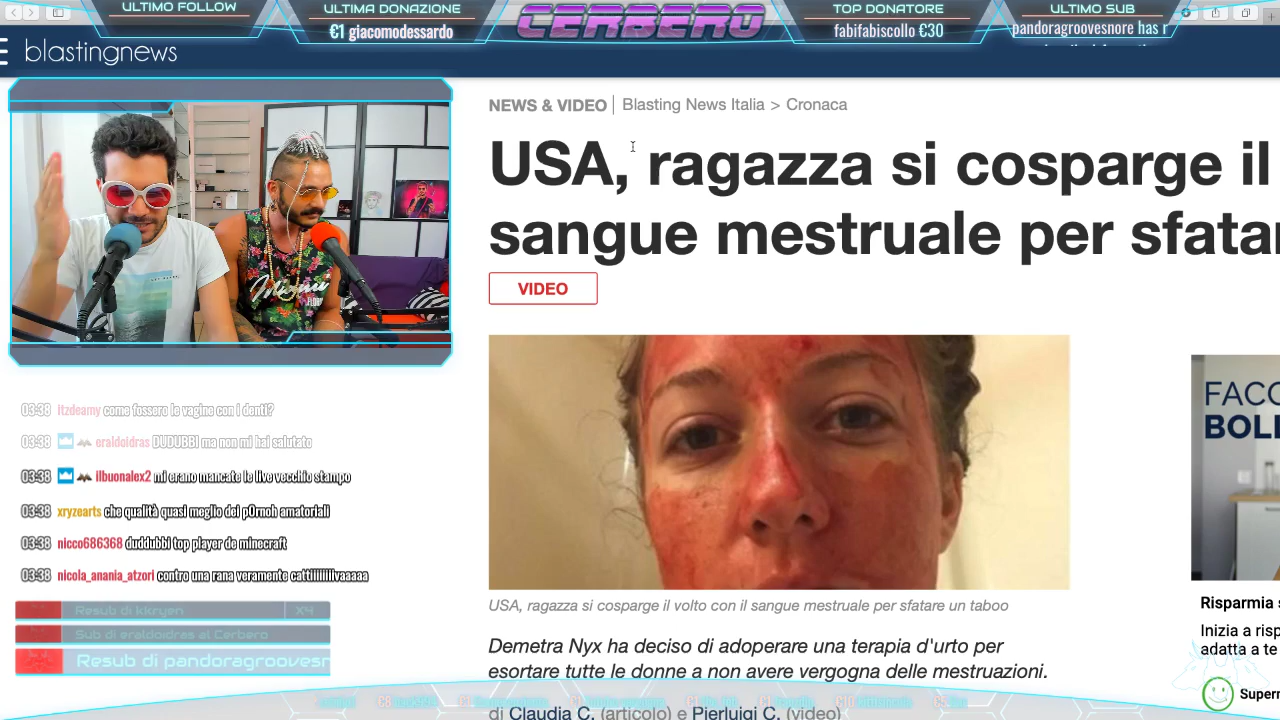 ULTIMO FOLLOW
ULTIMA DONAZIONE
€1 giacomodessardo
CERBERO
TOP DONATORE
fabifabiscollo €30
ULTIMO SUB
pandoragroovesnore has r
blastingnews
NEWS & VIDEO
Blasting News Italia > Cronaca
USA, ragazza si cosparge il
sangue mestruale per sfatar
VIDEO
03:38 Itzdeamy come fossero le vagine con i denti?
03:38 eraldoidras DUDUBBI ma non mi hai salutato
03:38 ilbuonalex2 mi erano mancate le live vecchio stampo
03:38 xryzearts che qualità quasi meglio dei p0rnoh amatoriali
03:38 nicco686368 duddubbi top player de minecraft
03:38 nicola_anania_atzori contro una rana veramente cattiiiiiiiivaaaaa
Resub di kkryen X4
Sub di eraldoidras al Cerbero
Resub di pandoragroovesnr
USA, ragazza si cosparge il volto con il sangue mestruale per sfatare un taboo
Demetra Nyx ha deciso di adoperare una terapia d'urto per
esortare tutte le donne a non avere vergogna delle mestruazioni.
di Claudia C. (articolo) e Pierluigi C. (video)
FACC
BOLL
Risparmia s
Inizia a risp
adatta a te
Superm